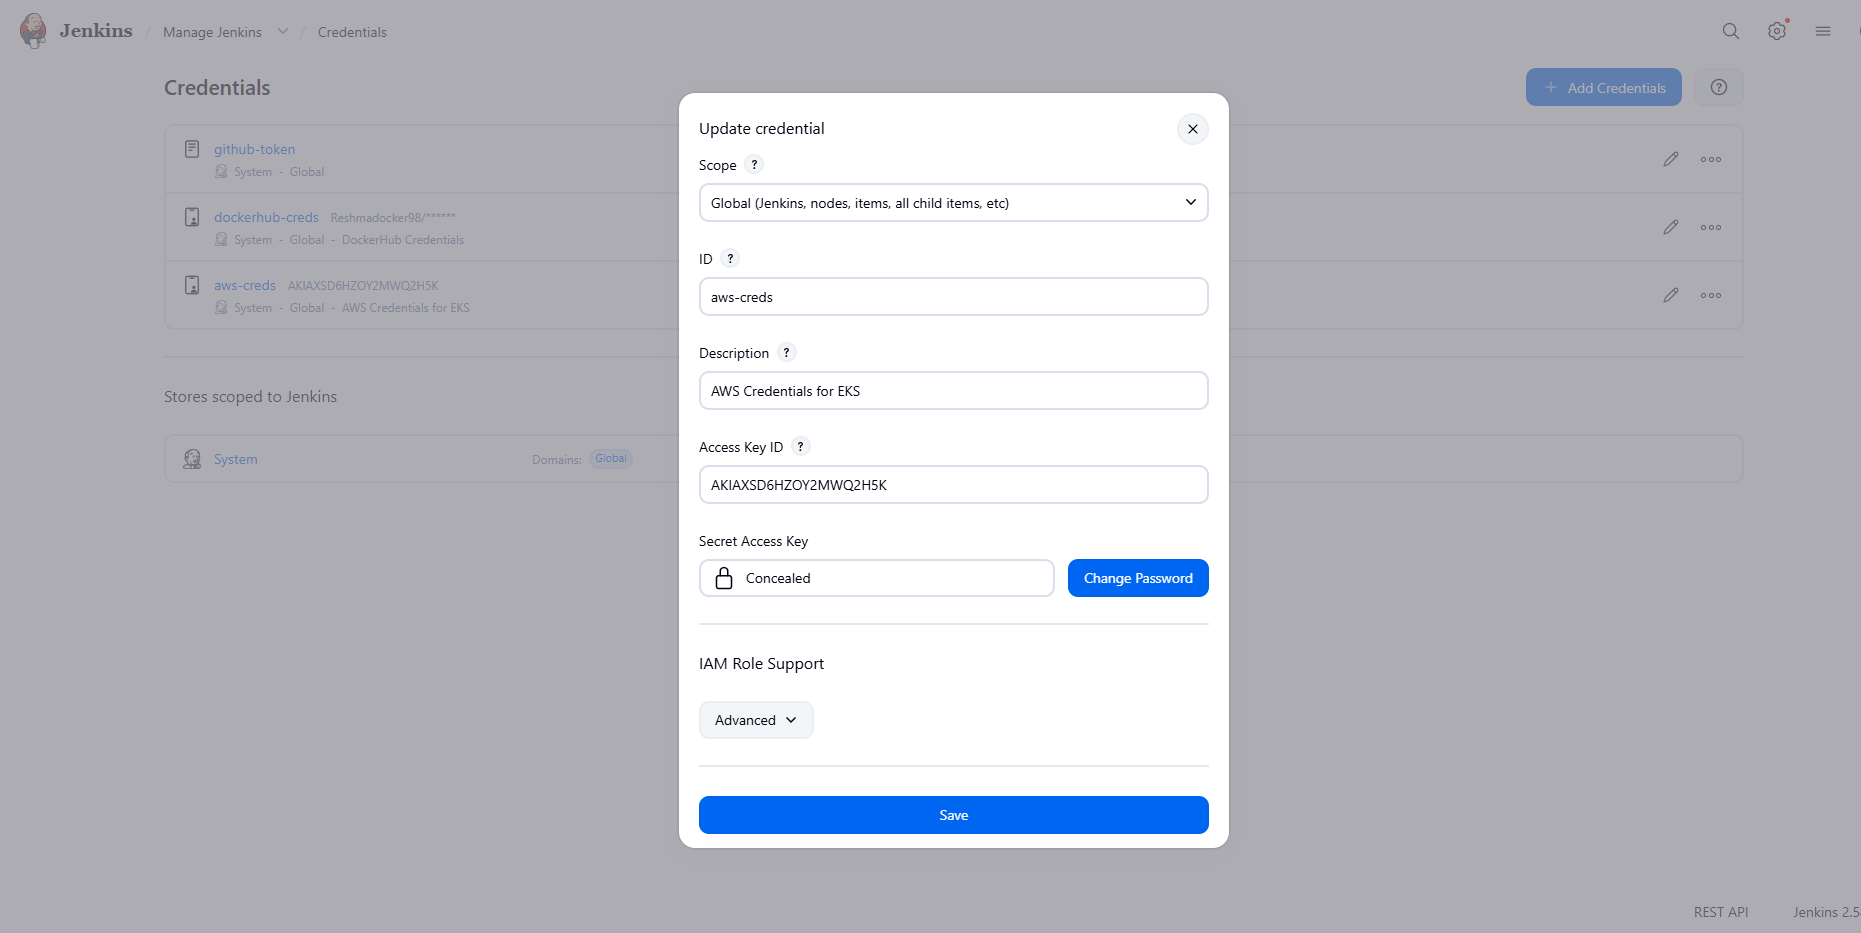 Jenkins / Manage Jenkins / Credentials
Credentials
+ Add Credentials
?
github-token
System - Global
dockerhub-creds Reshmadocker98/******
System - Global - DockerHub Credentials
aws-creds AKIAXSD6HZOY2MWQ2H5K
System - Global - AWS Credentials for EKS
Stores scoped to Jenkins
System Domains: Global
Update credential
Scope ?
Global (Jenkins, nodes, items, all child items, etc)
ID ?
aws-creds
Description ?
AWS Credentials for EKS
Access Key ID ?
AKIAXSD6HZOY2MWQ2H5K
Secret Access Key
Concealed
Change Password
IAM Role Support
Advanced
Save
REST API Jenkins 2.5